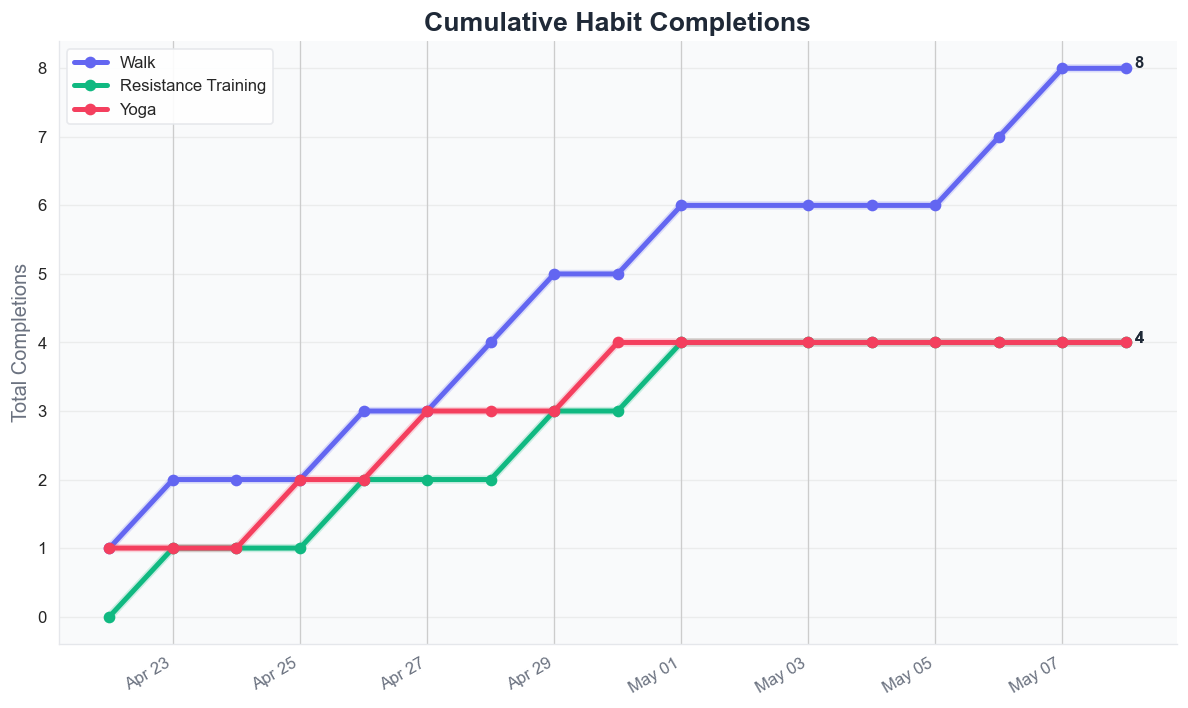 Cumulative Habit Completions
Walk
Resistance Training
Yoga
Total Completions
8
7
6
5
4
3
2
1
0
8
4
Apr 23
Apr 25
Apr 27
Apr 29
May 01
May 03
May 05
May 07